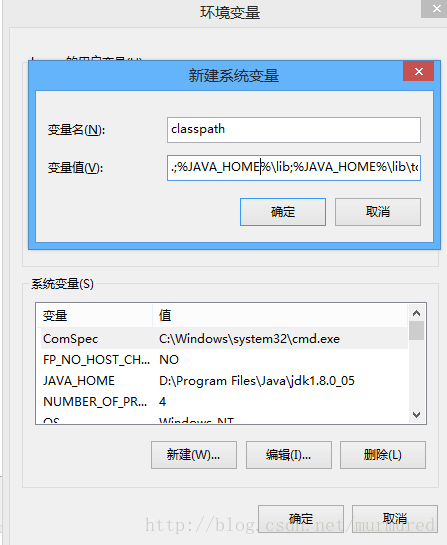 环境变量
的用户变量(U)
新建系统变量
变量名(N):
classpath
变量值(V):
.;%JAVA_HOME%\lib;%JAVA_HOME%\lib\to
确定
取消
系统变量(S)
变量 值
ComSpec C:\Windows\system32\cmd.exe
FP_NO_HOST_CH... NO
JAVA_HOME D:\Program Files\Java\jdk1.8.0_05
NUMBER_OF_PR... 4
OS Windows_NT
新建(W)...
编辑(I)...
删除(L)
确定
取消
http://blog.csdn.net/murmured